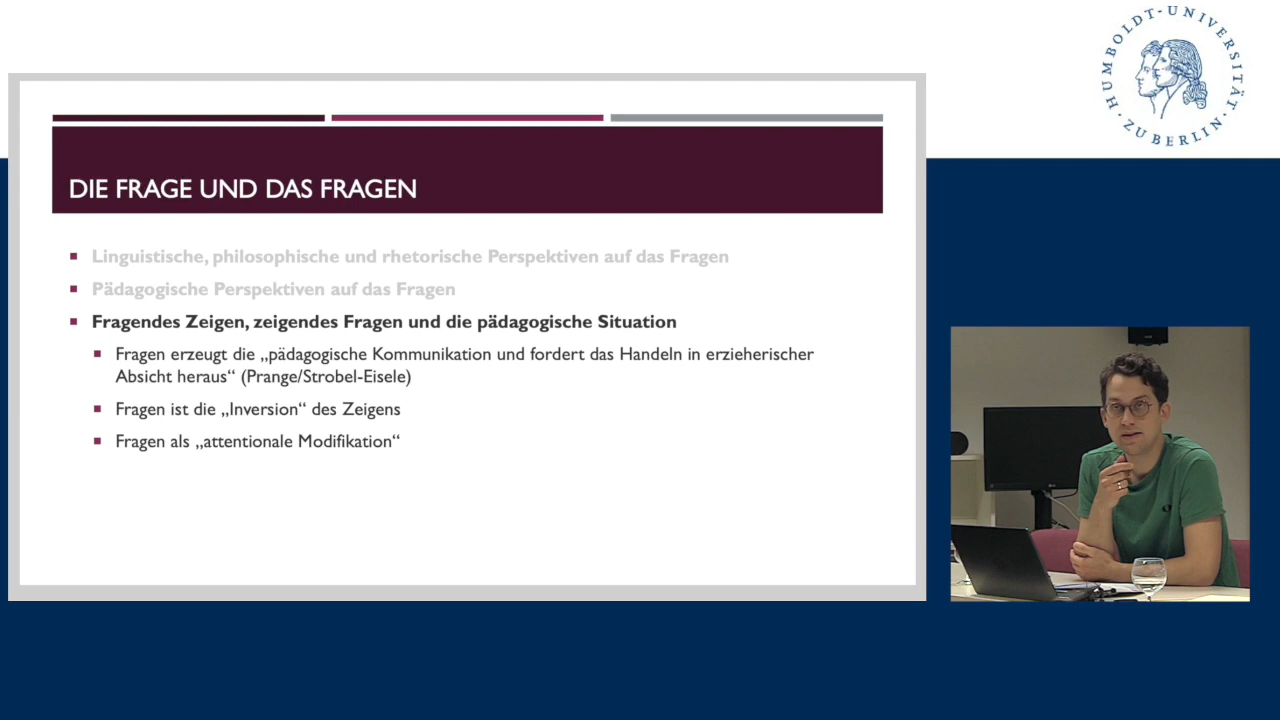 HUMBOLDT-UNIVERSITÄT
ZU BERLIN
DIE FRAGE UND DAS FRAGEN
Linguistische, philosophische und rhetorische Perspektiven auf das Fragen
Pädagogische Perspektiven auf das Fragen
Fragendes Zeigen, zeigendes Fragen und die pädagogische Situation
Fragen erzeugt die „pädagogische Kommunikation und fordert das Handeln in erzieherischer
Absicht heraus“ (Prange/Strobel-Eisele)
Fragen ist die „Inversion“ des Zeigens
Fragen als „attentionale Modifikation“